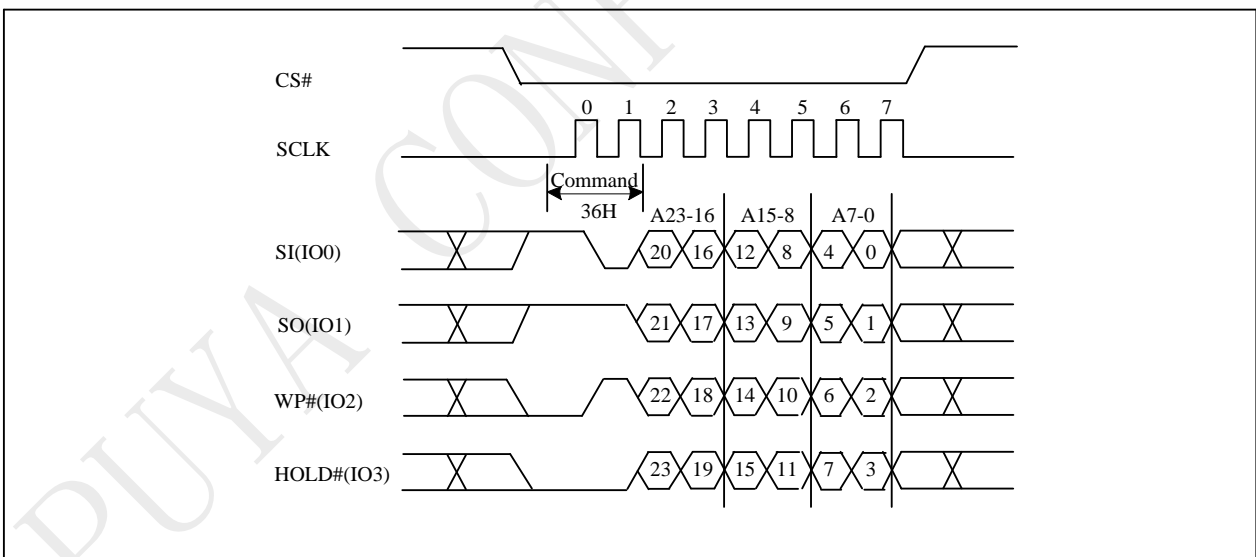 CS#
0 1 2 3 4 5 6 7
SCLK
Command
36H
A23-16 A15-8 A7-0
SI(IO0) 20 16 12 8 4 0
SO(IO1) 21 17 13 9 5 1
WP#(IO2) 22 18 14 10 6 2
HOLD#(IO3) 23 19 15 11 7 3
PUYA CONF